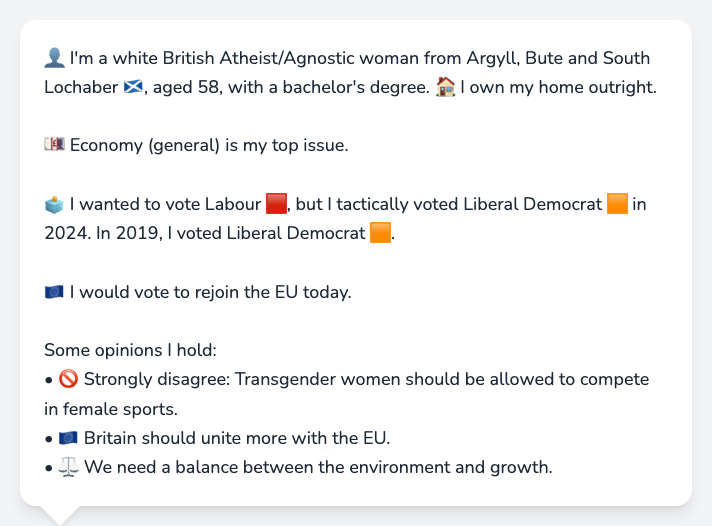 👤 I'm a white British Atheist/Agnostic woman from Argyll, Bute and South
Lochaber 🏴󠁧󠁢󠁳󠁣󠁴󠁿, aged 58, with a bachelor's degree. 🏠 I own my home outright.
💷 Economy (general) is my top issue.
🗳️ I wanted to vote Labour 🟥, but I tactically voted Liberal Democrat 🟧 in
2024. In 2019, I voted Liberal Democrat 🟧.
🇪🇺 I would vote to rejoin the EU today.
Some opinions I hold:
• 🚫 Strongly disagree: Transgender women should be allowed to compete
in female sports.
• 🇪🇺 Britain should unite more with the EU.
• ⚖️ We need a balance between the environment and growth.